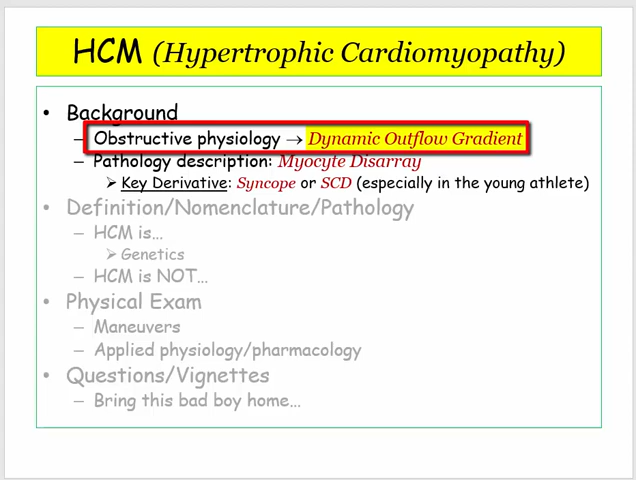 HCM (Hypertrophic Cardiomyopathy)
• Background
– Obstructive physiology → Dynamic Outflow Gradient
– Pathology description: Myocyte Disarray
➢ Key Derivative: Syncope or SCD (especially in the young athlete)
• Definition/Nomenclature/Pathology
– HCM is…
➢ Genetics
– HCM is NOT…
• Physical Exam
– Maneuvers
– Applied physiology/pharmacology
• Questions/Vignettes
– Bring this bad boy home…